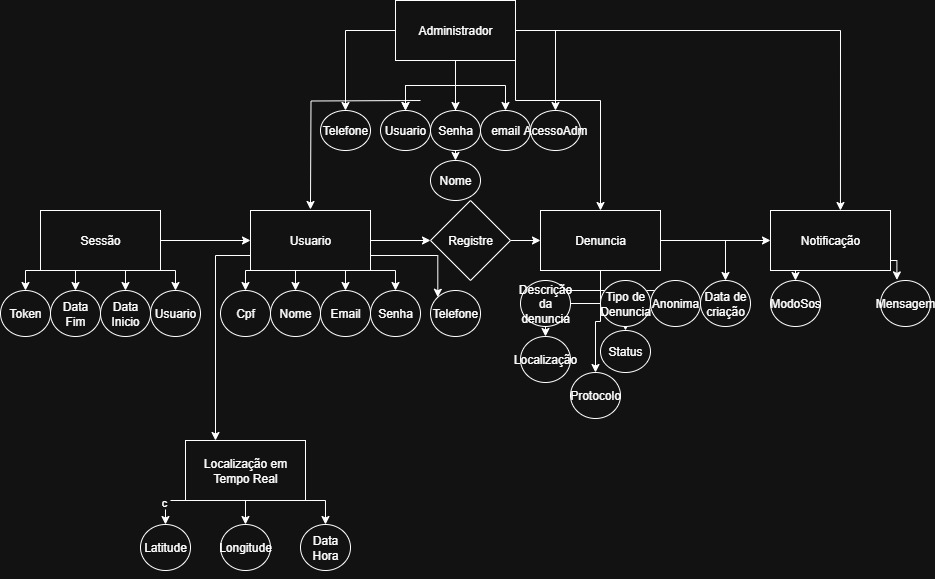 Administrador
Telefone
Usuario
Senha
email
AcessoAdm
Nome
Sessão
Usuario
Registre
Denuncia
Notificação
Token
Data
Fim
Data
Inicio
Usuario
Cpf
Nome
Email
Senha
Telefone
Descrição
da
denuncia
Tipo de
Denuncia
Anonima
Data de
criação
ModoSos
Mensagem
Localização
Status
Protocolo
Localização em
Tempo Real
c
Latitude
Longitude
Data
Hora